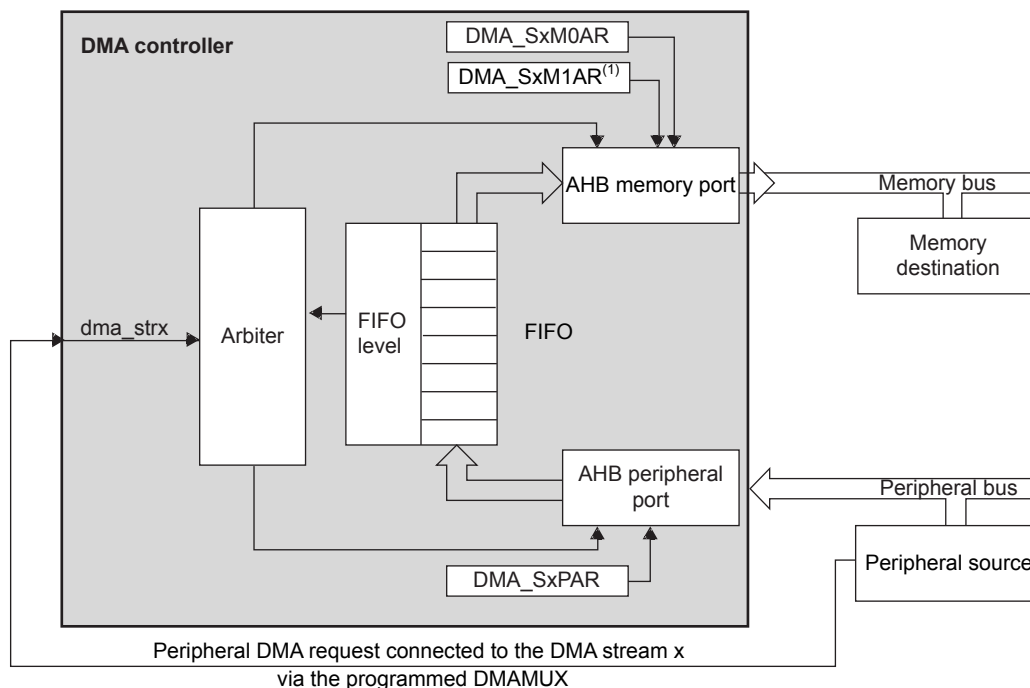 DMA controller
DMA_SxM0AR
DMA_SxM1AR(1)
AHB memory port
Memory bus
Memory
destination
dma_strx
Arbiter
FIFO
level
FIFO
AHB peripheral
port
Peripheral bus
Peripheral source
DMA_SxPAR
Peripheral DMA request connected to the DMA stream x
via the programmed DMAMUX